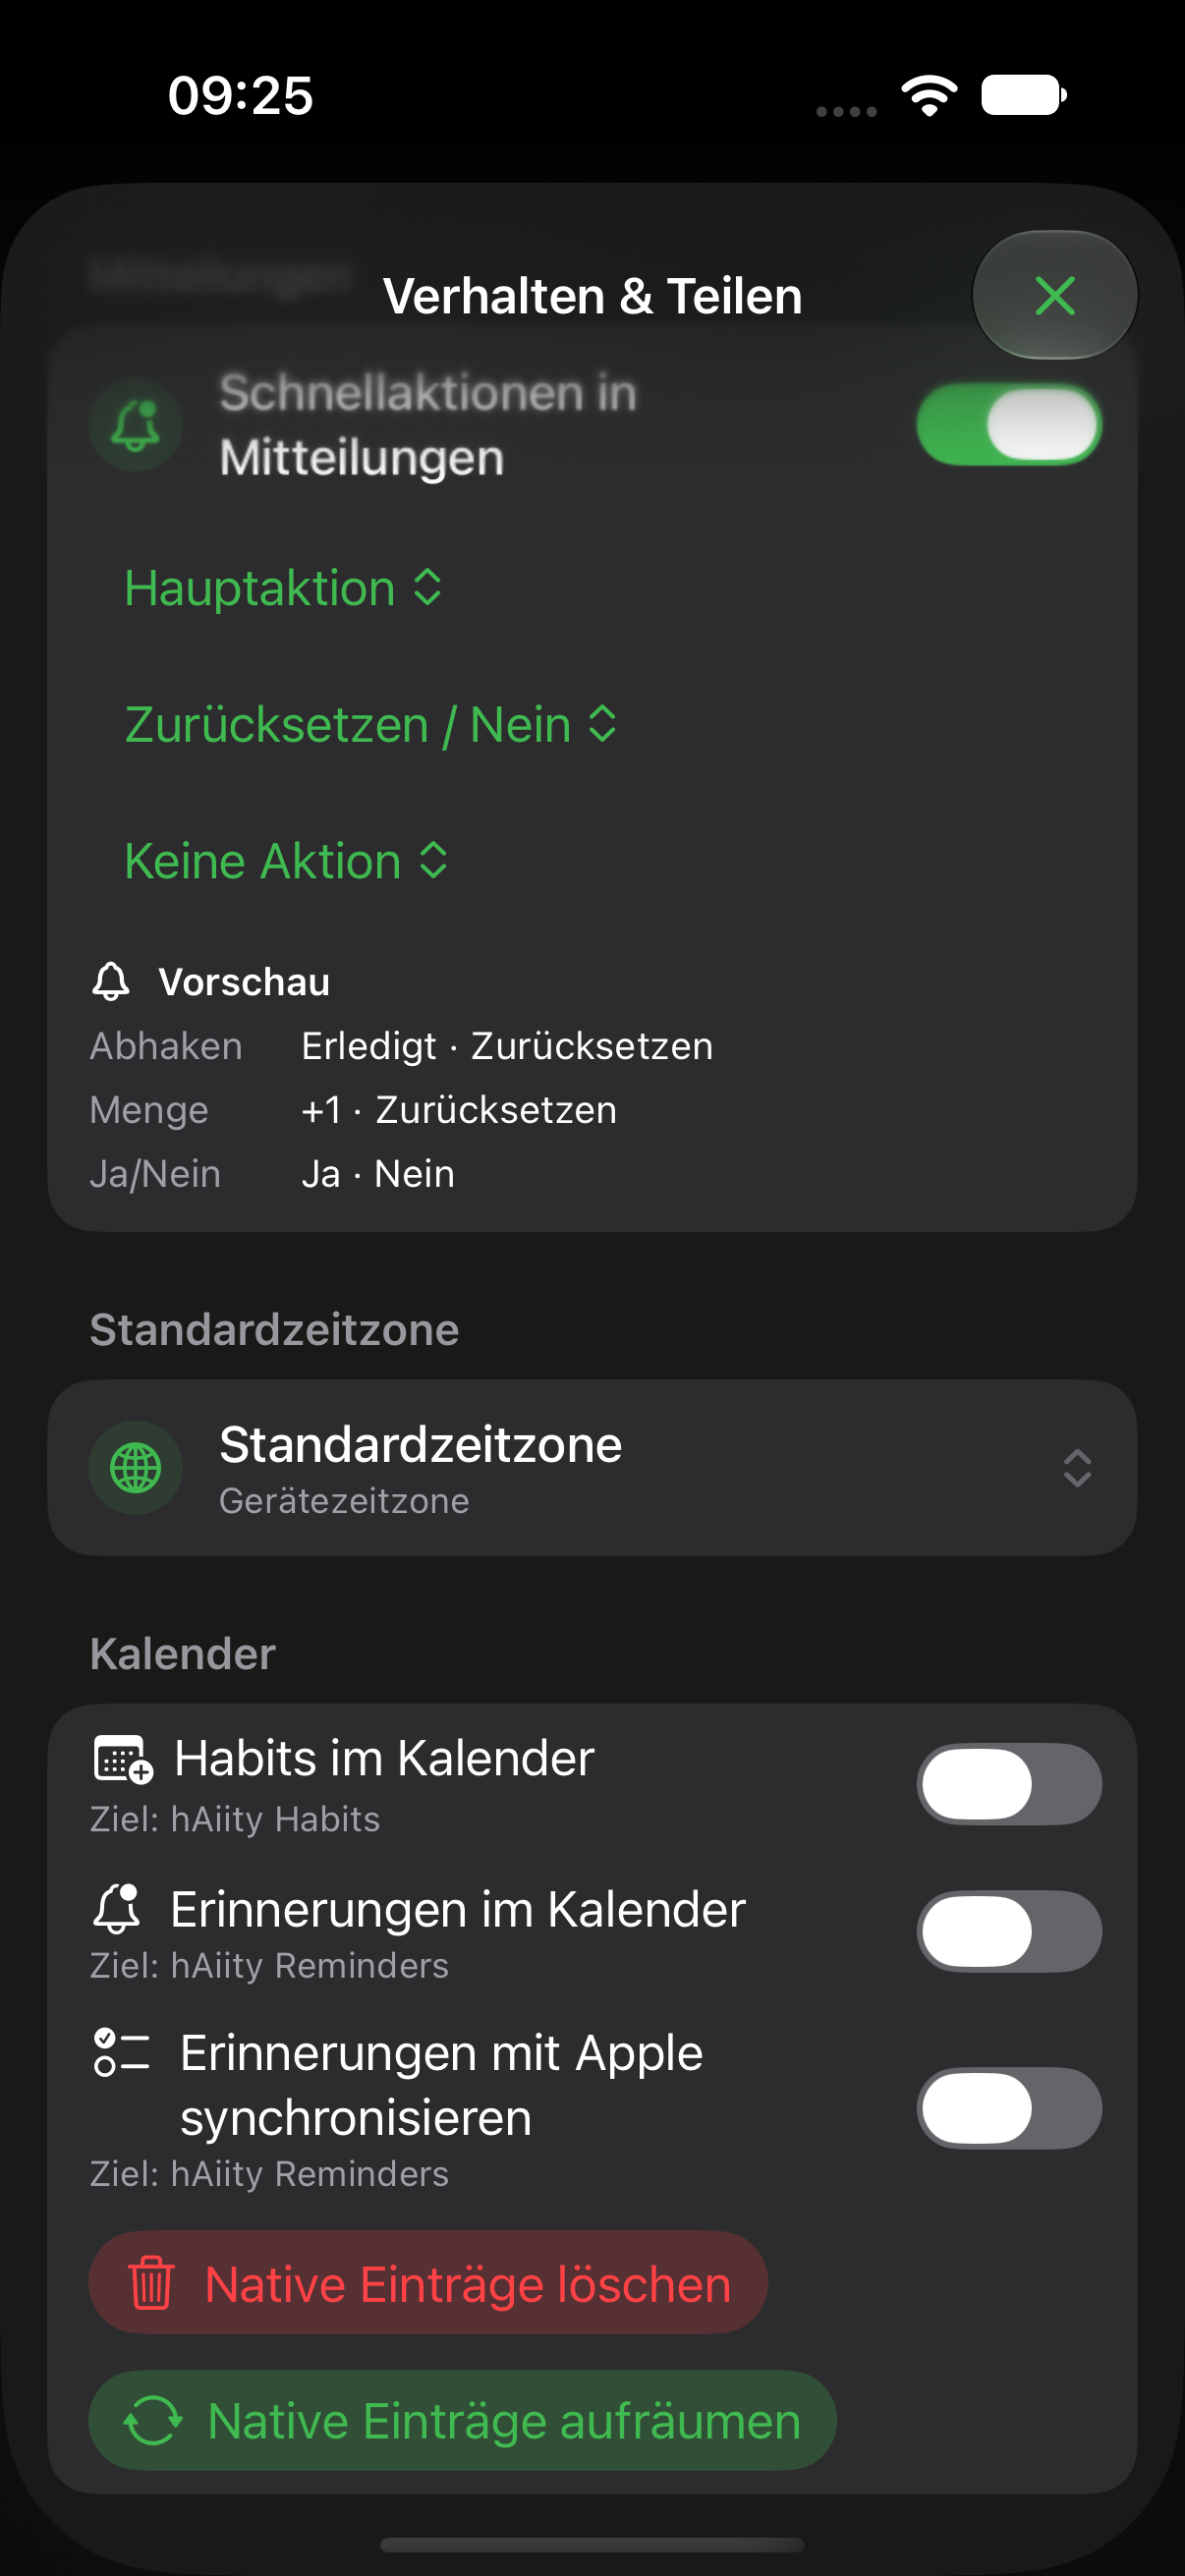 09:25
Mitteilungen
Verhalten & Teilen
Schnellaktionen in
Mitteilungen
Hauptaktion
Zurücksetzen / Nein
Keine Aktion
Vorschau
Abhaken Erledigt · Zurücksetzen
Menge +1 · Zurücksetzen
Ja/Nein Ja · Nein
Standardzeitzone
Standardzeitzone
Gerätezeitzone
Kalender
Habits im Kalender
Ziel: hAiity Habits
Erinnerungen im Kalender
Ziel: hAiity Reminders
Erinnerungen mit Apple
synchronisieren
Ziel: hAiity Reminders
Native Einträge löschen
Native Einträge aufräumen